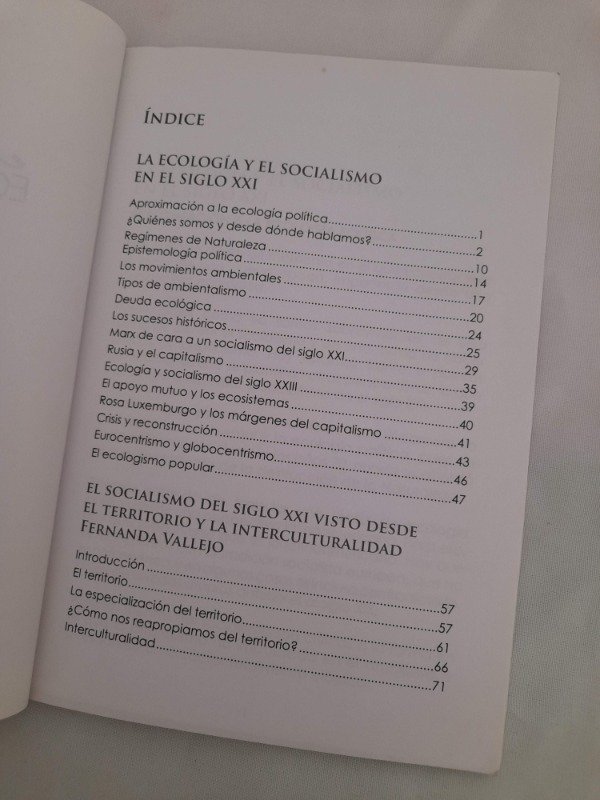 ÍNDICE
LA ECOLOGÍA Y EL SOCIALISMO
EN EL SIGLO XXI
Aproximación a la ecología política..........1
¿Quiénes somos y desde dónde hablamos?..........2
Regímenes de Naturaleza..........10
Epistemología política..........14
Los movimientos ambientales..........17
Tipos de ambientalismo..........20
Deuda ecológica..........24
Los sucesos históricos..........25
Marx de cara a un socialismo del siglo XXI..........29
Rusia y el capitalismo..........35
Ecología y socialismo del siglo XXIII..........39
El apoyo mutuo y los ecosistemas..........40
Rosa Luxemburgo y los márgenes del capitalismo..........41
Crisis y reconstrucción..........43
Eurocentrismo y globocentrismo..........46
El ecologismo popular..........47
EL SOCIALISMO DEL SIGLO XXI VISTO DESDE
EL TERRITORIO Y LA INTERCULTURALIDAD
FERNANDA VALLEJO
Introducción..........57
El territorio..........57
La especialización del territorio..........61
¿Cómo nos reapropiamos del territorio?..........66
Interculturalidad..........71